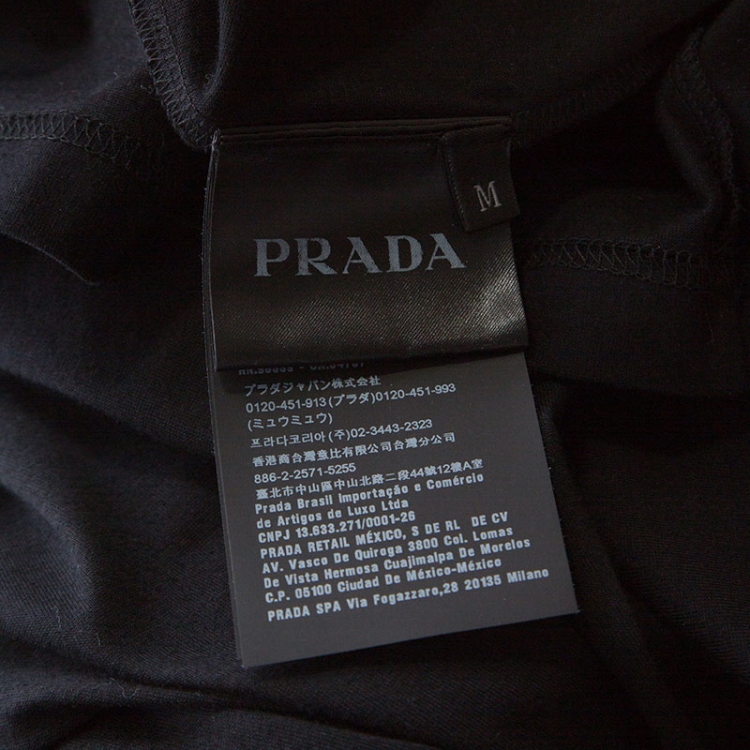 M
PRADA
プラダジャパン株式会社
0120-451-913(プラダ)0120-451-993
(ミュウミュウ)
프라다코리아 (주)02-3443-2323
香港商台灣意比有限公司台灣分公司
886-2-2571-5255
臺北市中山區中山北路二段44號12樓A室
Prada Brasil Importação e Comércio
de Artigos de Luxo Ltda
CNPJ 13.633.271/0001-26
PRADA RETAIL MÉXICO, S DE RL DE CV
AV. Vasco De Quiroga 3800 Col. Lomas
De Vista Hermosa Cuajimalpa De Morelos
C.P. 05100 Ciudad De México-México
PRADA SPA Via Fogazzaro,28 20135 Milano